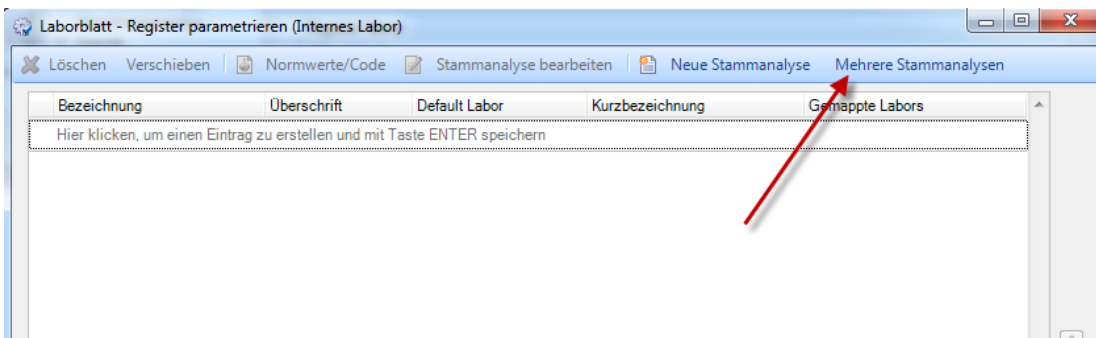 Laborblatt - Register parametrieren (Internes Labor)
Löschen Verschieben Normwerte/Code Stammanalyse bearbeiten Neue Stammanalyse Mehrere Stammanalysen
Bezeichnung Überschrift Default Labor Kurzbezeichnung Gemappte Labors
Hier klicken, um einen Eintrag zu erstellen und mit Taste ENTER speichern